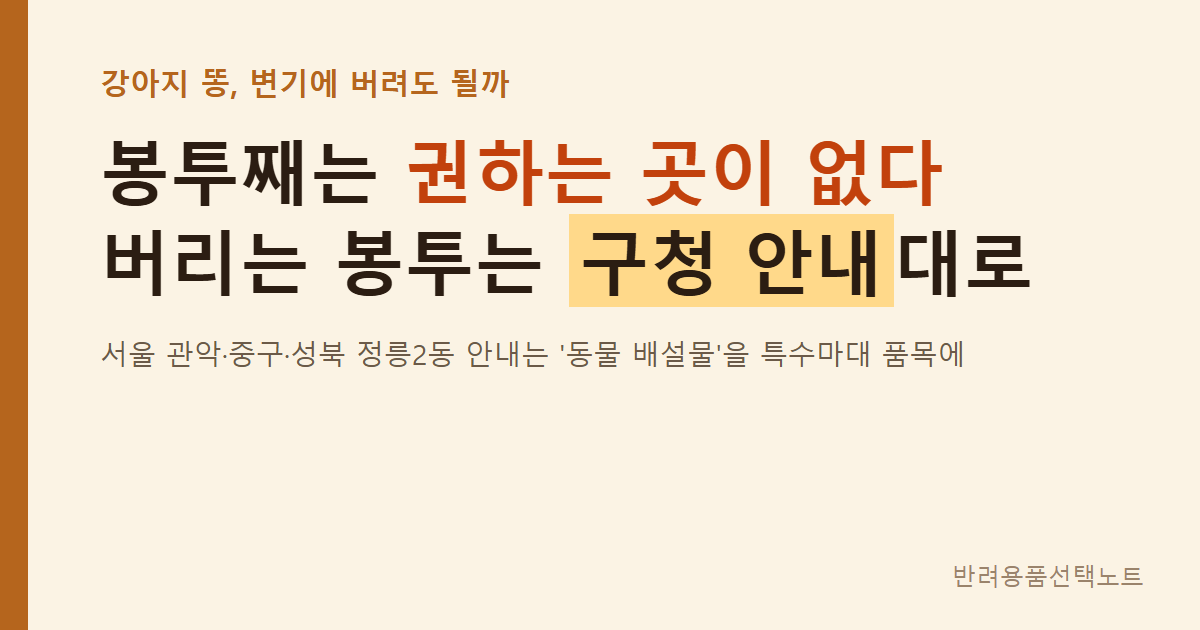 강아지 똥, 변기에 버려도 될까
봉투째는 권하는 곳이 없다
버리는 봉투는 구청 안내대로
서울 관악·중구·성북 정릉2동 안내는 '동물 배설물'을 특수마대 품목에
반려용품선택노트